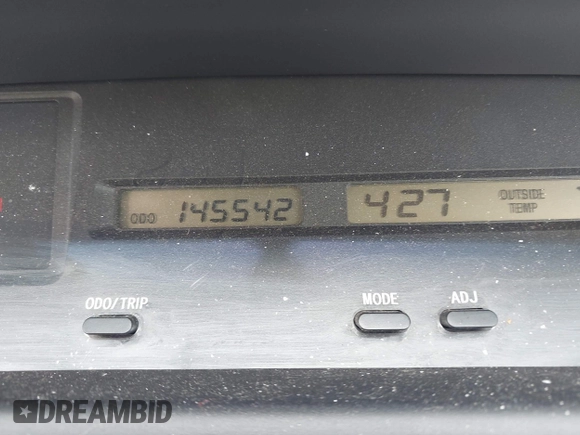 ODO 145542
427 OUTSIDE TEMP
ODO/TRIP MODE ADJ
DREAMBID